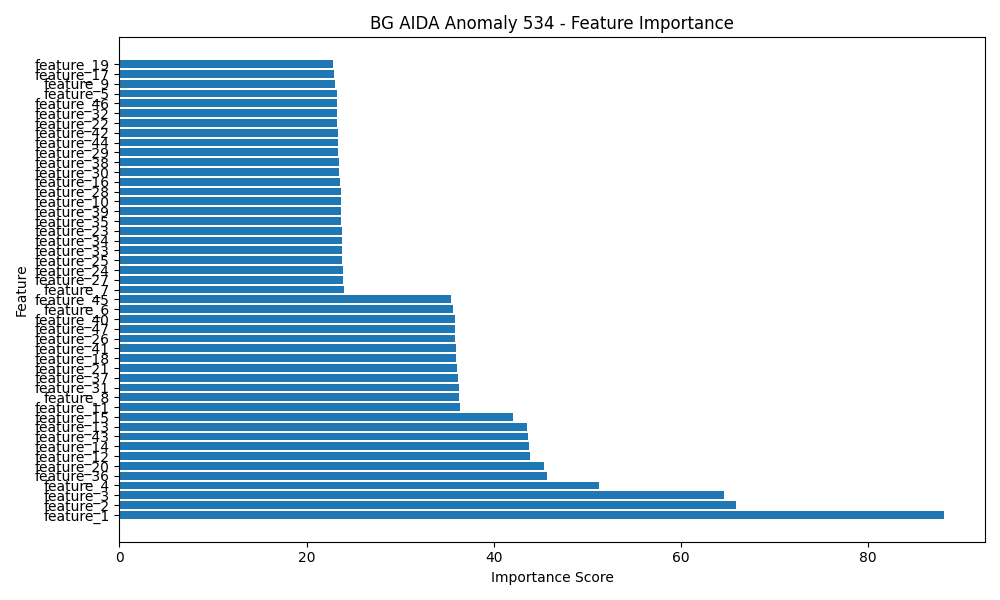 BG AIDA Anomaly 534 - Feature Importance
feature_19
feature_17
feature_9
feature_5
feature_46
feature_32
feature_22
feature_42
feature_44
feature_29
feature_38
feature_30
feature_16
feature_28
feature_10
feature_39
feature_35
feature_23
feature_34
feature_33
feature_25
feature_24
feature_27
feature_7
feature_45
feature_6
feature_40
feature_47
feature_26
feature_41
feature_18
feature_21
feature_37
feature_31
feature_8
feature_11
feature_15
feature_13
feature_43
feature_14
feature_12
feature_20
feature_36
feature_4
feature_3
feature_2
feature_1
Feature
0 20 40 60 80
Importance Score